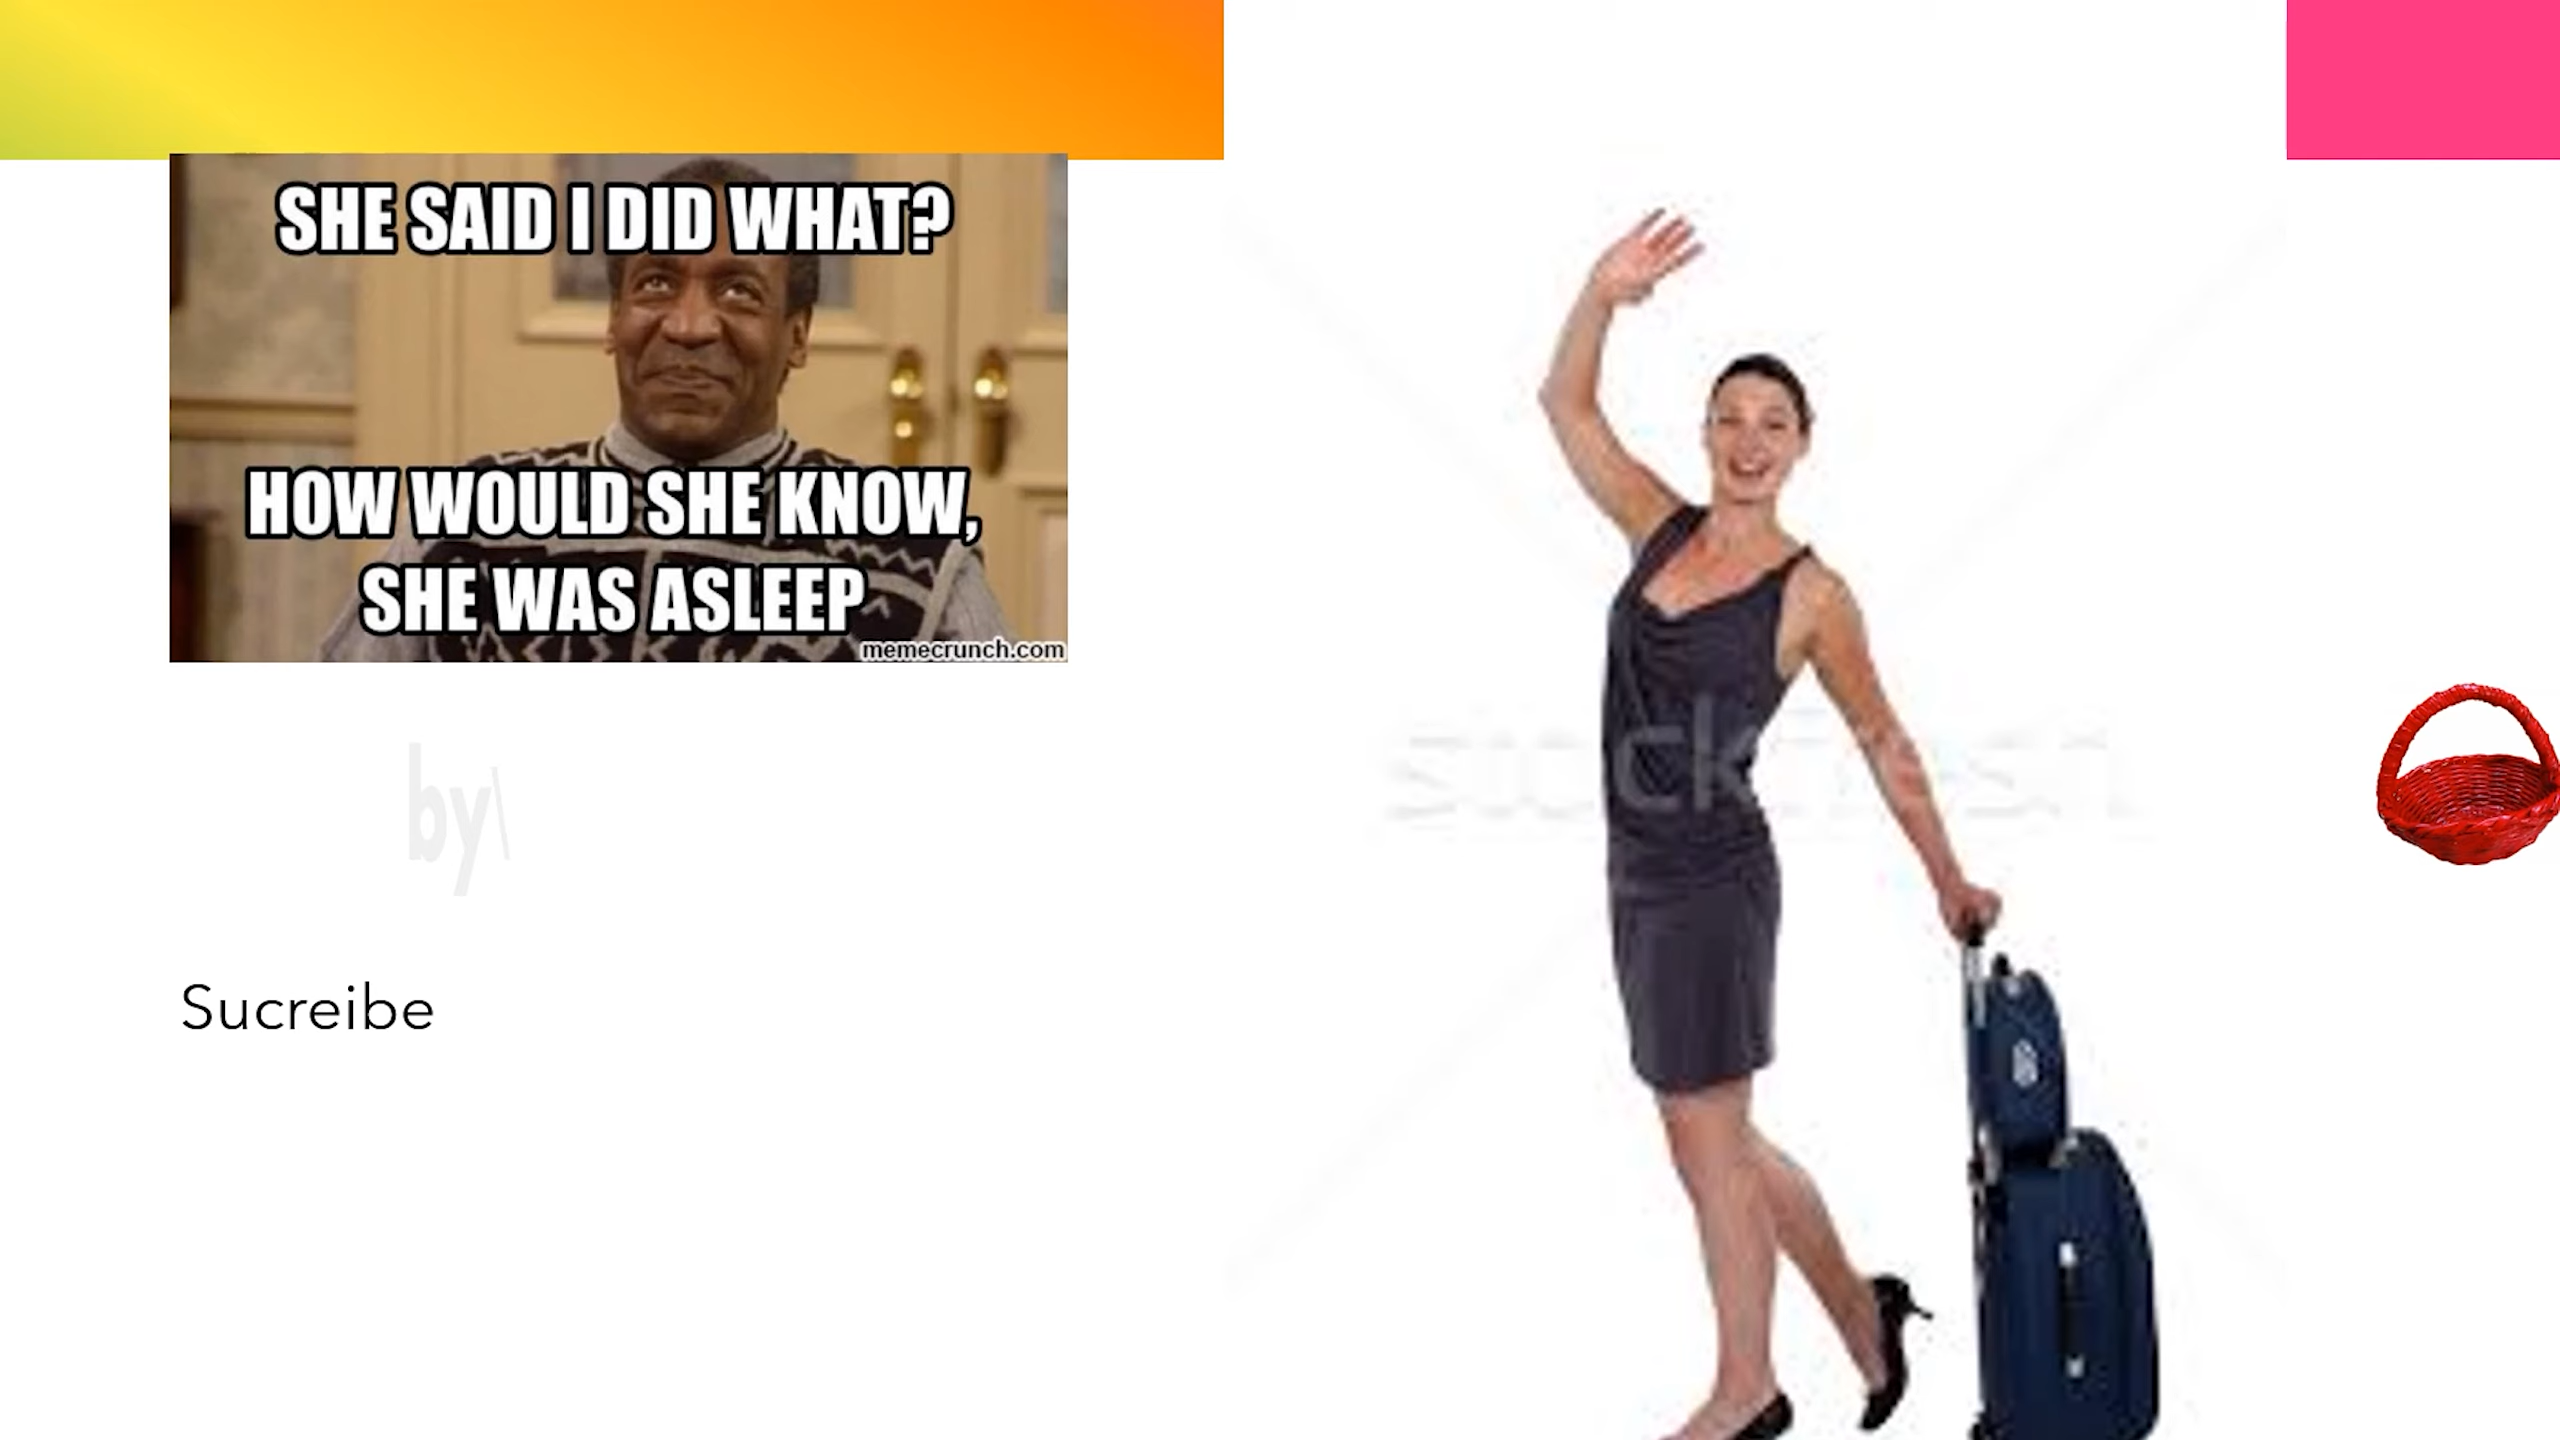 SHE SAID I DID WHAT?
HOW WOULD SHE KNOW,
SHE WAS ASLEEP
memecrunch.com
by\
Sucreibe